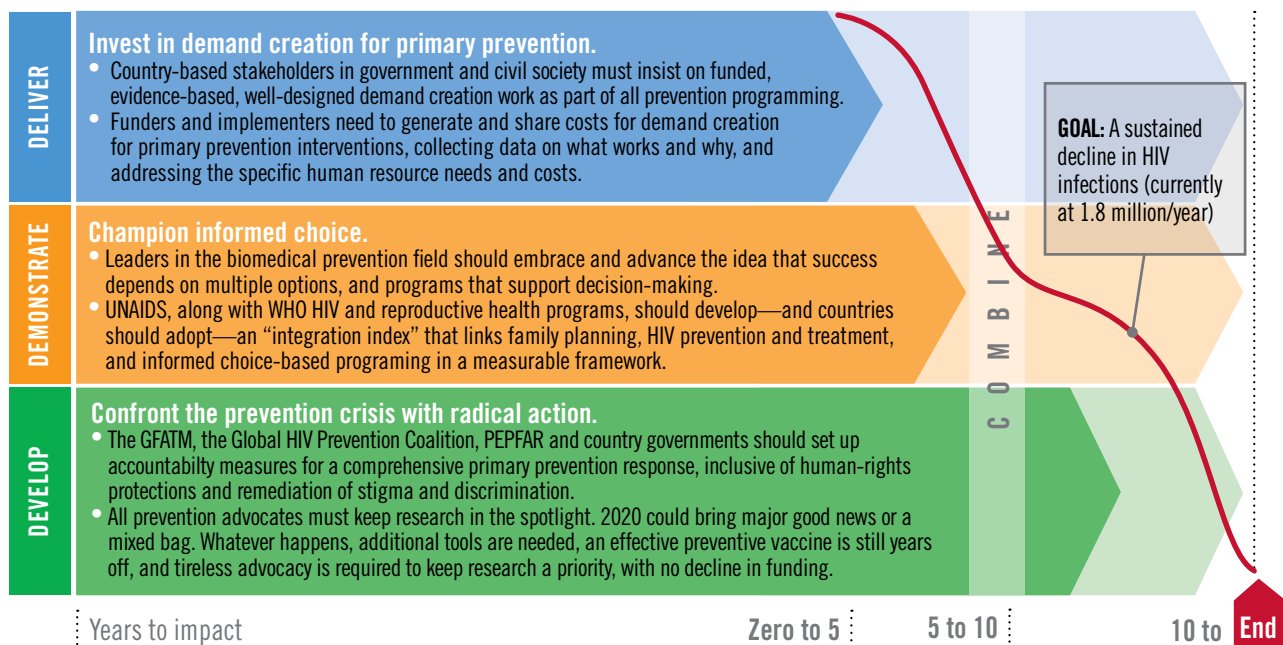 DELIVER
Invest in demand creation for primary prevention.
• Country-based stakeholders in government and civil society must insist on funded,
evidence-based, well-designed demand creation work as part of all prevention programming.
• Funders and implementers need to generate and share costs for demand creation
for primary prevention interventions, collecting data on what works and why, and
addressing the specific human resource needs and costs.
DEMONSTRATE
Champion informed choice.
• Leaders in the biomedical prevention field should embrace and advance the idea that success
depends on multiple options, and programs that support decision-making.
• UNAIDS, along with WHO HIV and reproductive health programs, should develop—and countries
should adopt—an “integration index” that links family planning, HIV prevention and treatment,
and informed choice-based programing in a measurable framework.
DEVELOP
Confront the prevention crisis with radical action.
• The GFATM, the Global HIV Prevention Coalition, PEPFAR and country governments should set up
accountabilty measures for a comprehensive primary prevention response, inclusive of human-rights
protections and remediation of stigma and discrimination.
• All prevention advocates must keep research in the spotlight. 2020 could bring major good news or a
mixed bag. Whatever happens, additional tools are needed, an effective preventive vaccine is still years
off, and tireless advocacy is required to keep research a priority, with no decline in funding.
COMBINE
GOAL: A sustained
decline in HIV
infections (currently
at 1.8 million/year)
Years to impact
Zero to 5
5 to 10
10 to End